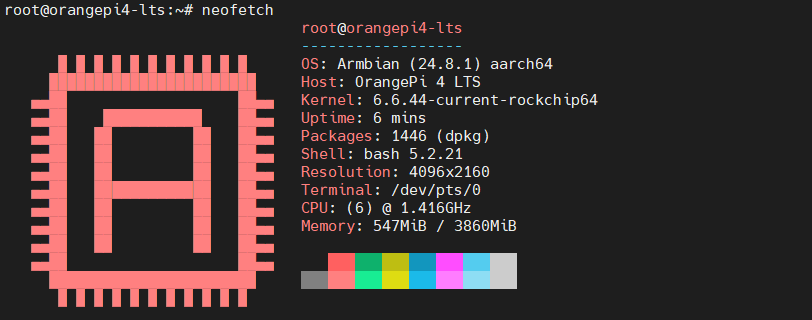 root@orangepi4-lts:~# neofetch
root@orangepi4-lts
------------------
OS: Armbian (24.8.1) aarch64
Host: OrangePi 4 LTS
Kernel: 6.6.44-current-rockchip64
Uptime: 6 mins
Packages: 1446 (dpkg)
Shell: bash 5.2.21
Resolution: 4096x2160
Terminal: /dev/pts/0
CPU: (6) @ 1.416GHz
Memory: 547MiB / 3860MiB